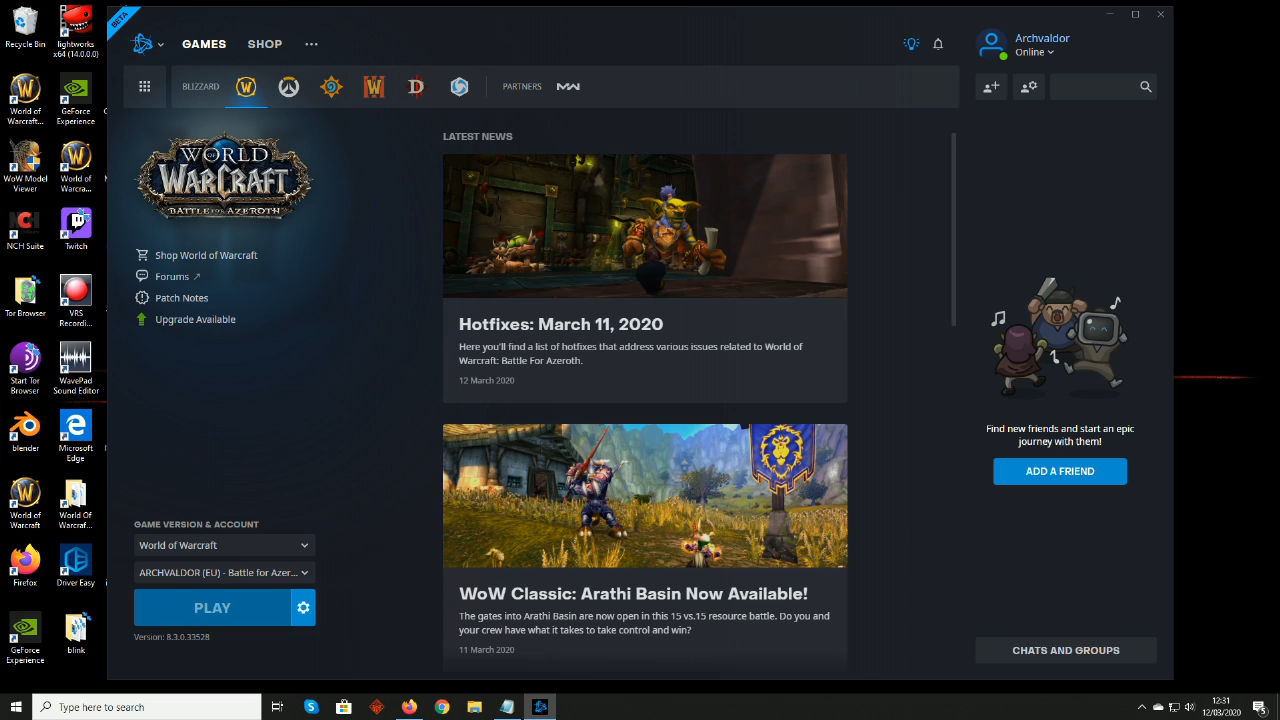 BETA
GAMES
SHOP
Archvaldor
Online
BLIZZARD
PARTNERS
WORLD
OF
WARCRAFT
BATTLE FOR AZEROTH
Shop World of Warcraft
Forums
Patch Notes
Upgrade Available
GAME VERSION & ACCOUNT
World of Warcraft
ARCHVALDOR (EU) - Battle for Azer...
PLAY
Version: 8.3.0.33528
LATEST NEWS
Hotfixes: March 11, 2020
Here you'll find a list of hotfixes that address various issues related to World of
Warcraft: Battle For Azeroth.
12 March 2020
WoW Classic: Arathi Basin Now Available!
The gates into Arathi Basin are now open in this 15 vs.15 resource battle. Do you and
your crew have what it takes to take control and win?
11 March 2020
Find new friends and start an epic
journey with them!
ADD A FRIEND
CHATS AND GROUPS
Recycle Bin
lightworks
x64 (14.0.0.0)
World of
Warcraft...
GeForce
Experience
WoW Model
Viewer
World of
Warcra...
NCH Suite
Twitch
Tor Browser
VRS
Recordi...
Start Tor
Browser
WavePad
Sound Editor
blender
Microsoft
Edge
World of
Warcraft
World Of
Warcraf...
Firefox
Driver Easy
GeForce
Experience
blink
Type here to search
12:31
12/03/2020
5